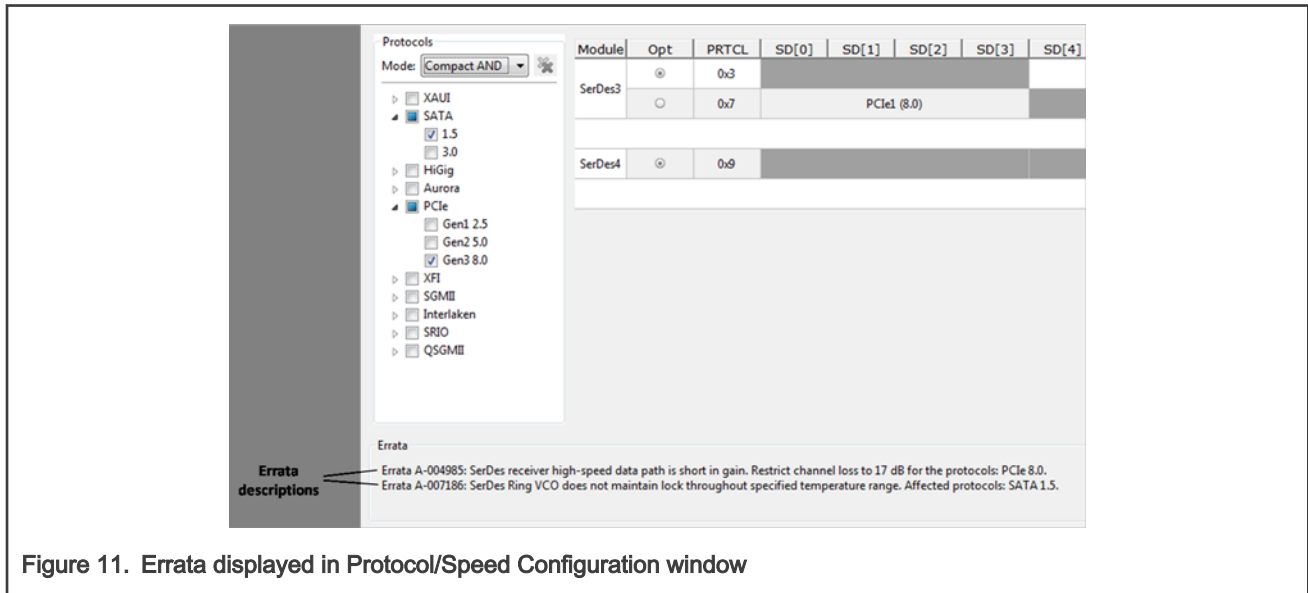 Protocols
Mode: Compact AND
XAUI
SATA
1.5
3.0
HiGig
Aurora
PCIe
Gen1 2.5
Gen2 5.0
Gen3 8.0
XFI
SGMII
Interlaken
SRIO
QSGMII
Module Opt PRTCL SD[0] SD[1] SD[2] SD[3] SD[4]
SerDes3 0x3
0x7 PCIe1 (8.0)
SerDes4 0x9
Errata
Errata A-004985: SerDes receiver high-speed data path is short in gain. Restrict channel loss to 17 dB for the protocols: PCIe 8.0.
Errata A-007186: SerDes Ring VCO does not maintain lock throughout specified temperature range. Affected protocols: SATA 1.5.
Errata
descriptions
Figure 11. Errata displayed in Protocol/Speed Configuration window